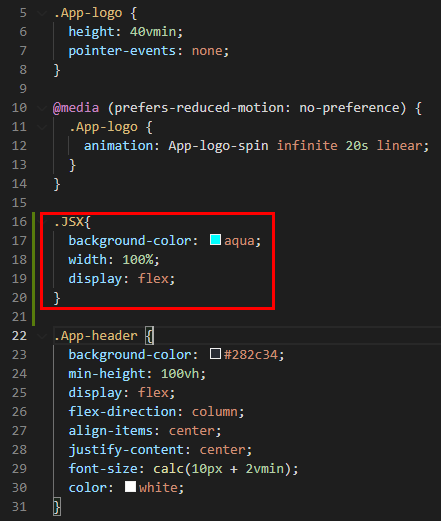 5 .App-logo {
6 height: 40vmin;
7 pointer-events: none;
8 }
9
10 @media (prefers-reduced-motion: no-preference) {
11 .App-logo {
12 animation: App-logo-spin infinite 20s linear;
13 }
14 }
15
16 .JSX{
17 background-color: aqua;
18 width: 100%;
19 display: flex;
20 }
21
22 .App-header {
23 background-color: #282c34;
24 min-height: 100vh;
25 display: flex;
26 flex-direction: column;
27 align-items: center;
28 justify-content: center;
29 font-size: calc(10px + 2vmin);
30 color: white;
31 }